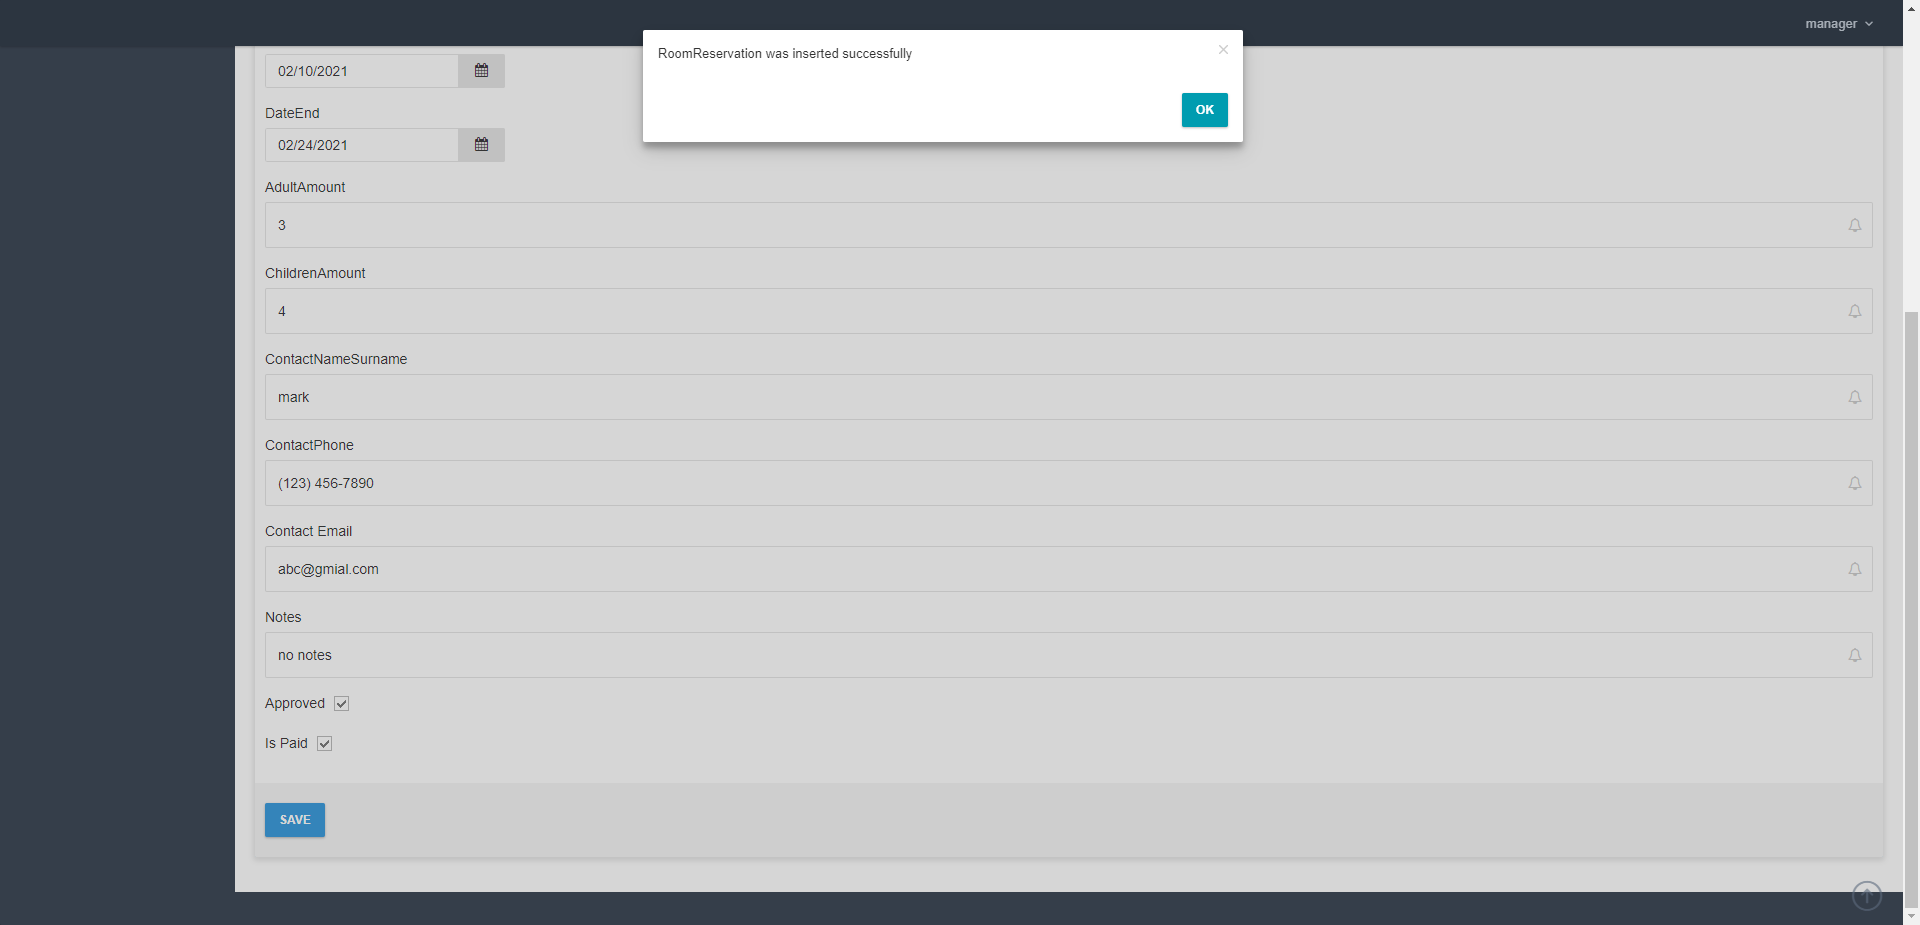 manager
RoomReservation was inserted successfully
×
OK
02/10/2021
DateEnd
02/24/2021
AdultAmount
3
ChildrenAmount
4
ContactNameSurname
mark
ContactPhone
(123) 456-7890
Contact Email
abc@gmial.com
Notes
no notes
Approved
Is Paid
SAVE